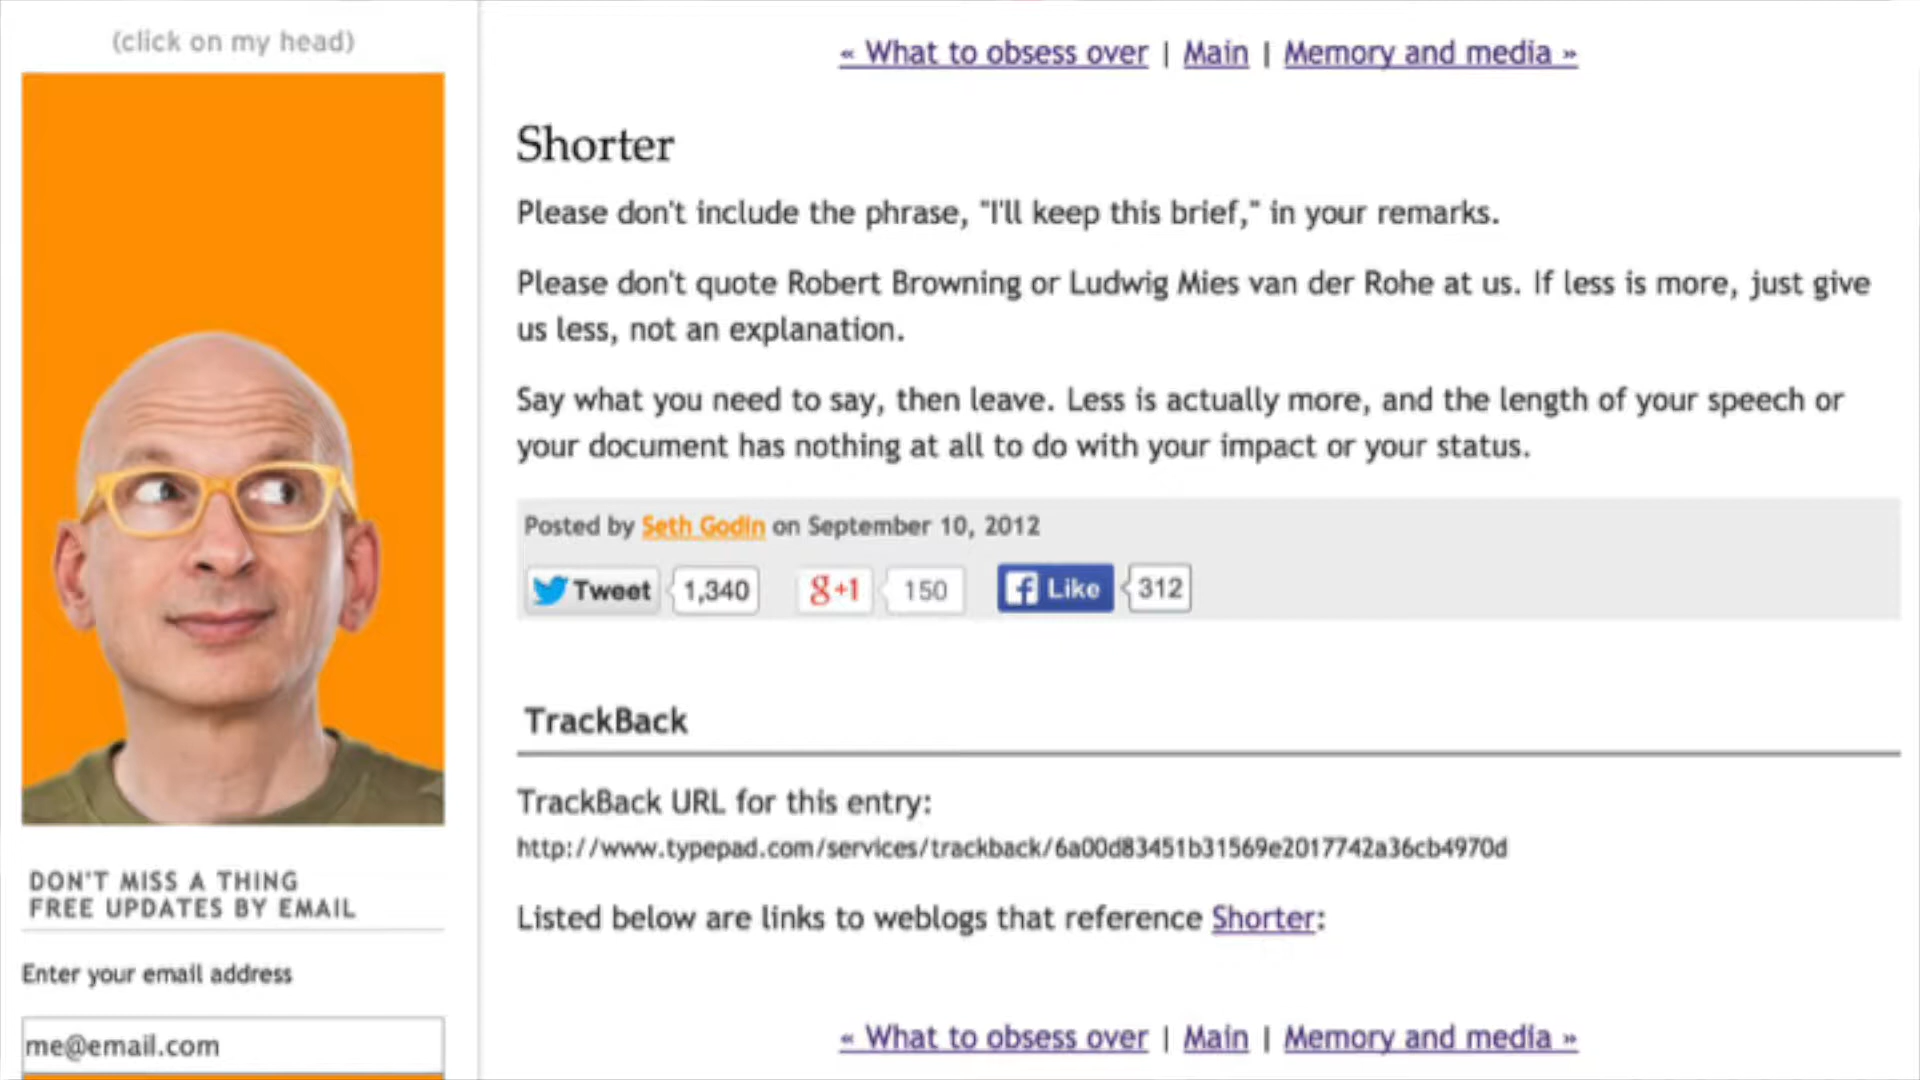 (click on my head)
« What to obsess over | Main | Memory and media »
Shorter
Please don't include the phrase, "I'll keep this brief," in your remarks.
Please don't quote Robert Browning or Ludwig Mies van der Rohe at us. If less is more, just give
us less, not an explanation.
Say what you need to say, then leave. Less is actually more, and the length of your speech or
your document has nothing at all to do with your impact or your status.
Posted by Seth Godin on September 10, 2012
Tweet 1,340 g+1 150 f Like 312
TrackBack
TrackBack URL for this entry:
http://www.typepad.com/services/trackback/6a00d83451b31569e2017742a36cb4970d
Listed below are links to weblogs that reference Shorter:
« What to obsess over | Main | Memory and media »
DON'T MISS A THING
FREE UPDATES BY EMAIL
Enter your email address
me@email.com